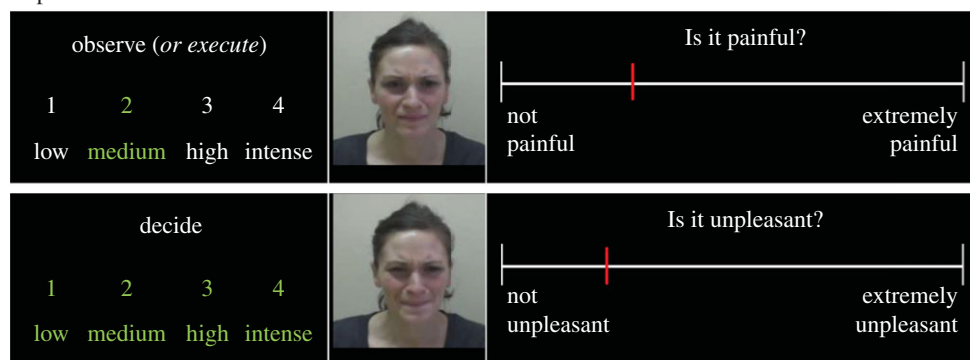 observe (or execute)
1 2 3 4
low medium high intense
Is it painful?
not painful
extremely painful
decide
1 2 3 4
low medium high intense
Is it unpleasant?
not unpleasant
extremely unpleasant